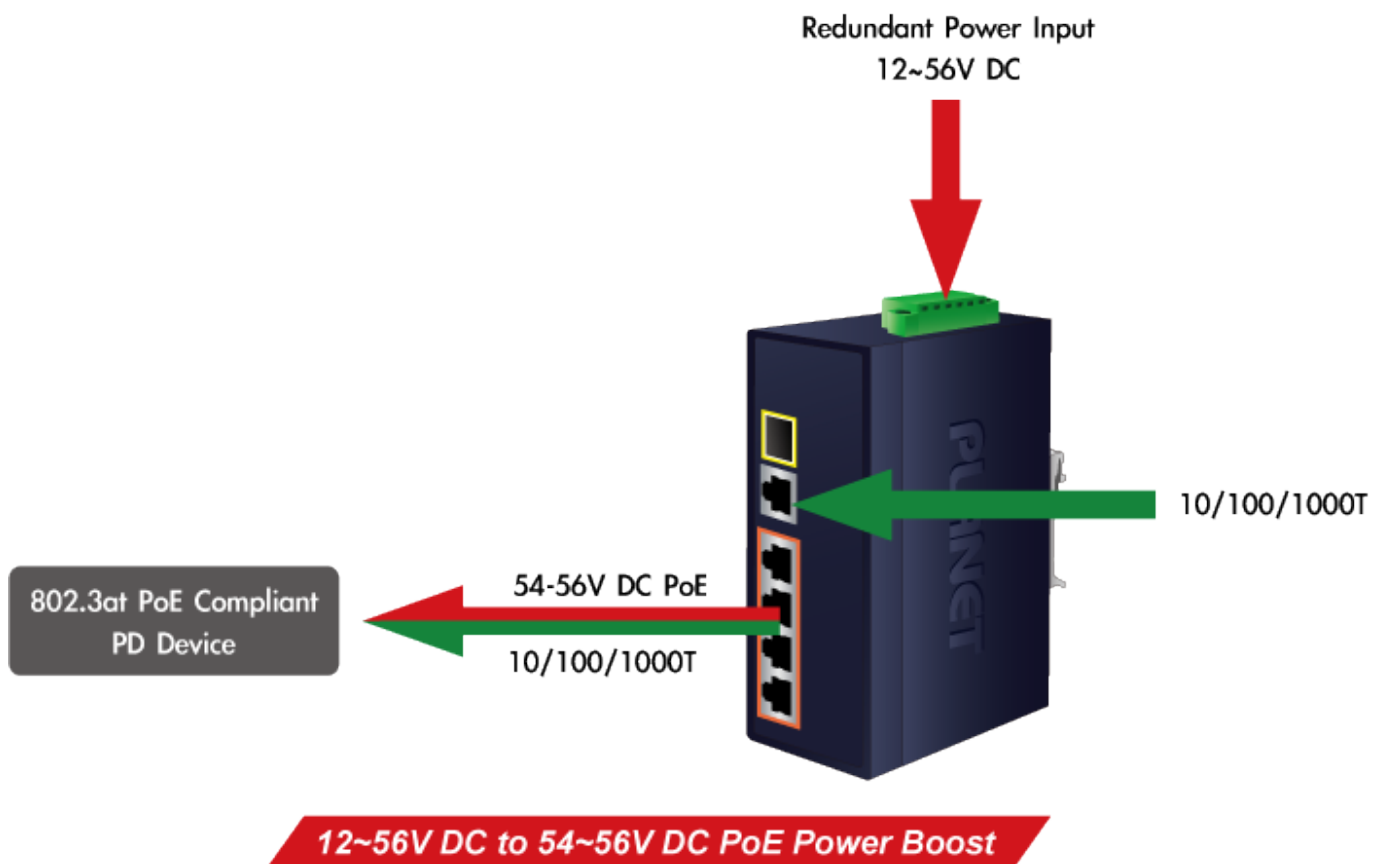 Redundant Power Input
12~56V DC
PLANET
10/100/1000T
54-56V DC PoE
802.3at PoE Compliant
PD Device
10/100/1000T
12~56V DC to 54~56V DC PoE Power Boost